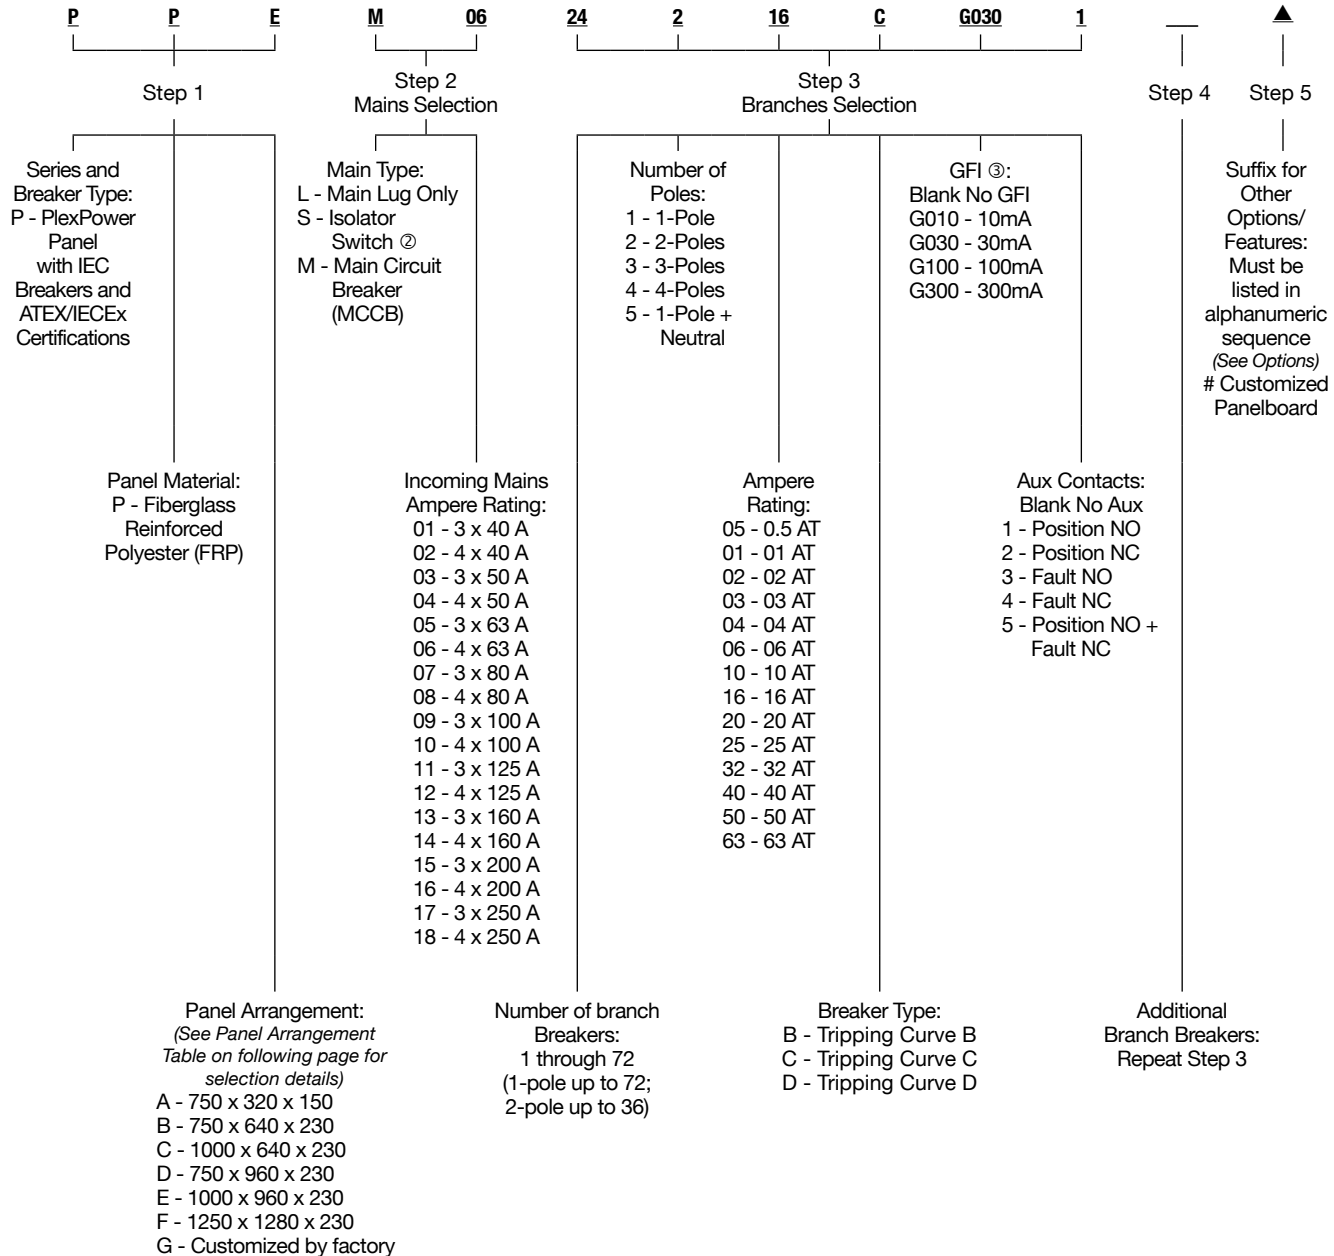 P P E M 06 24 2 16 C G030 1 ___ ▲
Step 1
Step 2
Mains Selection
Step 3
Branches Selection
Step 4
Step 5
Series and
Breaker Type:
P - PlexPower
Panel
with IEC
Breakers and
ATEX/IECEx
Certifications
Main Type:
L - Main Lug Only
S - Isolator
Switch ②
M - Main Circuit
Breaker
(MCCB)
Number of
Poles:
1 - 1-Pole
2 - 2-Poles
3 - 3-Poles
4 - 4-Poles
5 - 1-Pole +
Neutral
GFI ③:
Blank No GFI
G010 - 10mA
G030 - 30mA
G100 - 100mA
G300 - 300mA
Suffix for
Other
Options/
Features:
Must be
listed in
alphanumeric
sequence
(See Options)
# Customized
Panelboard
Panel Material:
P - Fiberglass
Reinforced
Polyester (FRP)
Incoming Mains
Ampere Rating:
01 - 3 x 40 A
02 - 4 x 40 A
03 - 3 x 50 A
04 - 4 x 50 A
05 - 3 x 63 A
06 - 4 x 63 A
07 - 3 x 80 A
08 - 4 x 80 A
09 - 3 x 100 A
10 - 4 x 100 A
11 - 3 x 125 A
12 - 4 x 125 A
13 - 3 x 160 A
14 - 4 x 160 A
15 - 3 x 200 A
16 - 4 x 200 A
17 - 3 x 250 A
18 - 4 x 250 A
Ampere
Rating:
05 - 0.5 AT
01 - 01 AT
02 - 02 AT
03 - 03 AT
04 - 04 AT
06 - 06 AT
10 - 10 AT
16 - 16 AT
20 - 20 AT
25 - 25 AT
32 - 32 AT
40 - 40 AT
50 - 50 AT
63 - 63 AT
Aux Contacts:
Blank No Aux
1 - Position NO
2 - Position NC
3 - Fault NO
4 - Fault NC
5 - Position NO +
Fault NC
Panel Arrangement:
(See Panel Arrangement
Table on following page for
selection details)
A - 750 x 320 x 150
B - 750 x 640 x 230
C - 1000 x 640 x 230
D - 750 x 960 x 230
E - 1000 x 960 x 230
F - 1250 x 1280 x 230
G - Customized by factory
Number of branch
Breakers:
1 through 72
(1-pole up to 72;
2-pole up to 36)
Breaker Type:
B - Tripping Curve B
C - Tripping Curve C
D - Tripping Curve D
Additional
Branch Breakers:
Repeat Step 3